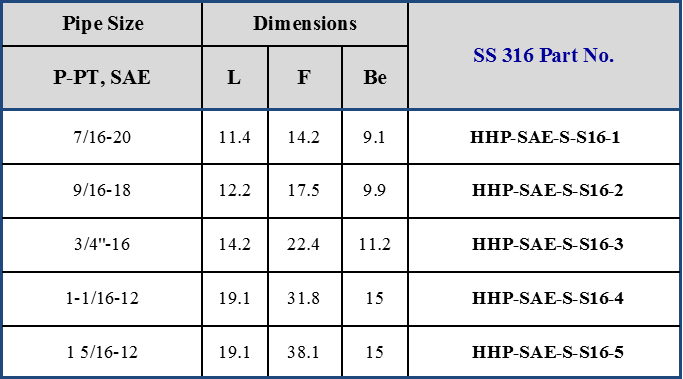 Pipe Size Dimensions SS 316 Part No.
P-PT, SAE L F Be
7/16-20 11.4 14.2 9.1 HHP-SAE-S-S16-1
9/16-18 12.2 17.5 9.9 HHP-SAE-S-S16-2
3/4"-16 14.2 22.4 11.2 HHP-SAE-S-S16-3
1-1/16-12 19.1 31.8 15 HHP-SAE-S-S16-4
1 5/16-12 19.1 38.1 15 HHP-SAE-S-S16-5